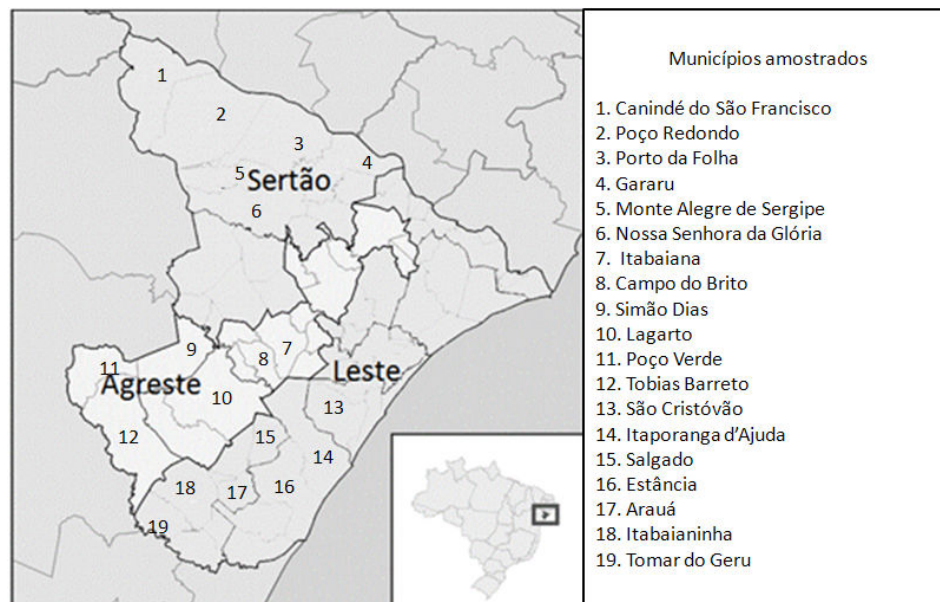 1
2
3
4
5
Sertão
6
9
8
7
11
Agreste
Leste
10
13
12
15
14
18
17
16
19
Municípios amostrados
1. Canindé do São Francisco
2. Poço Redondo
3. Porto da Folha
4. Gararu
5. Monte Alegre de Sergipe
6. Nossa Senhora da Glória
7. Itabaiana
8. Campo do Brito
9. Simão Dias
10. Lagarto
11. Poço Verde
12. Tobias Barreto
13. São Cristóvão
14. Itaporanga d'Ajuda
15. Salgado
16. Estância
17. Arauá
18. Itabaianinha
19. Tomar do Geru